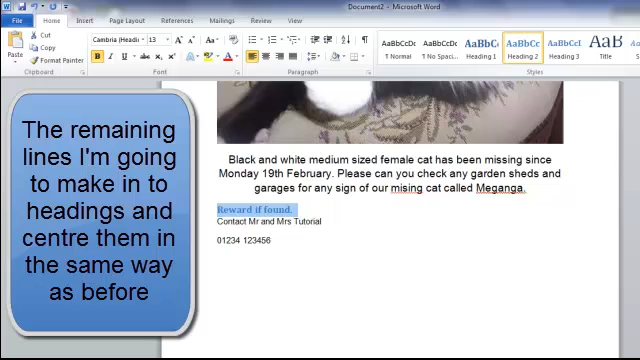 Document2 - Microsoft Word
File Home Insert Page Layout References Mailings Review View
Cut
Copy
Format Painter
Paste
Clipboard
Cambria (Headi 13
B I U abc
Font
Paragraph
AaBbCcDc AaBbCcDc AaBbC AaBbCc AaBbCcI AaB AaBbCc
¶ Normal ¶ No Spaci... Heading 1 Heading 2 Heading 3 Title Subtitle
Styles
The remaining
lines I'm going
to make in to
headings and
centre them in
the same way
as before
Black and white medium sized female cat has been missing since
Monday 19th February. Please can you check any garden sheds and
garages for any sign of our mising cat called Meganga.
Reward if found.
Contact Mr and Mrs Tutorial
01234 123456